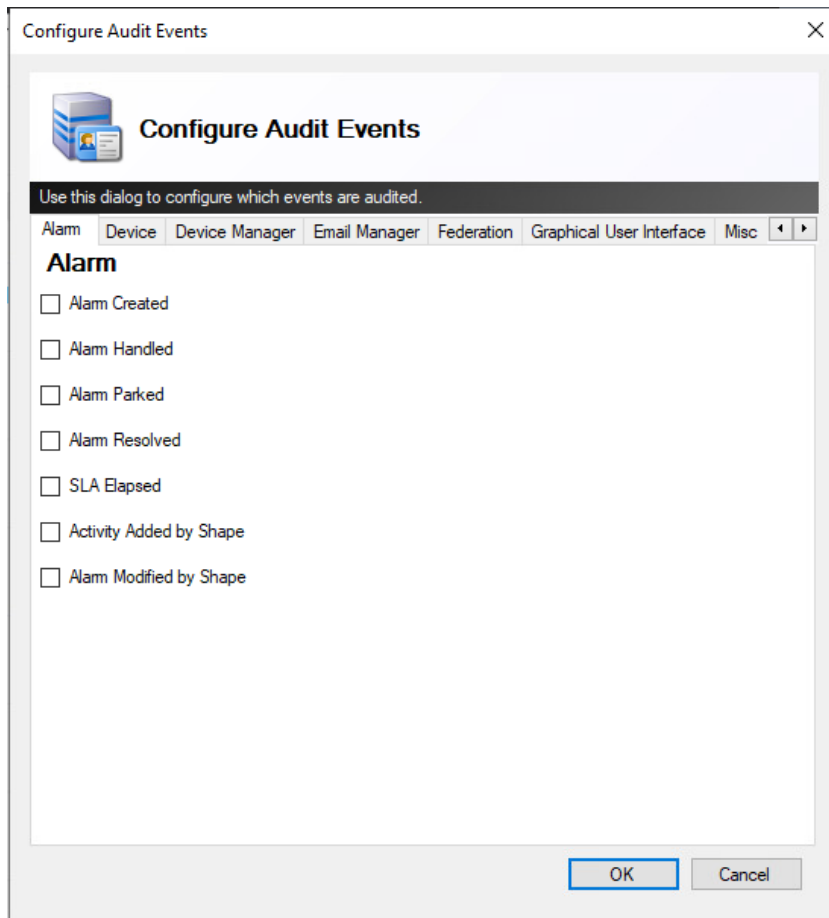 Configure Audit Events
Configure Audit Events
Use this dialog to configure which events are audited.
Alarm Device Device Manager Email Manager Federation Graphical User Interface Misc
Alarm
Alarm Created
Alarm Handled
Alarm Parked
Alarm Resolved
SLA Elapsed
Activity Added by Shape
Alarm Modified by Shape
OK Cancel